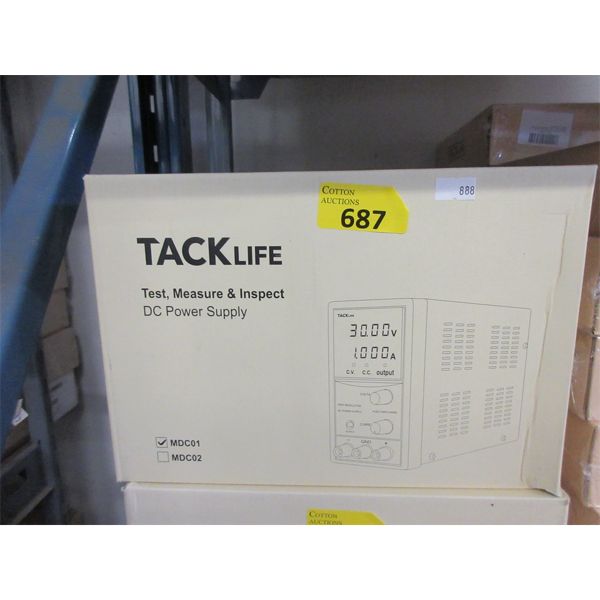 COTTON
AUCTIONS
687
888
TACKLIFE
Test, Measure & Inspect
DC Power Supply
TACKLIFE
30.00V
1.000A
C.V. C.C. output
GND
MDC01
MDC02
COTTON
AUCTIONS